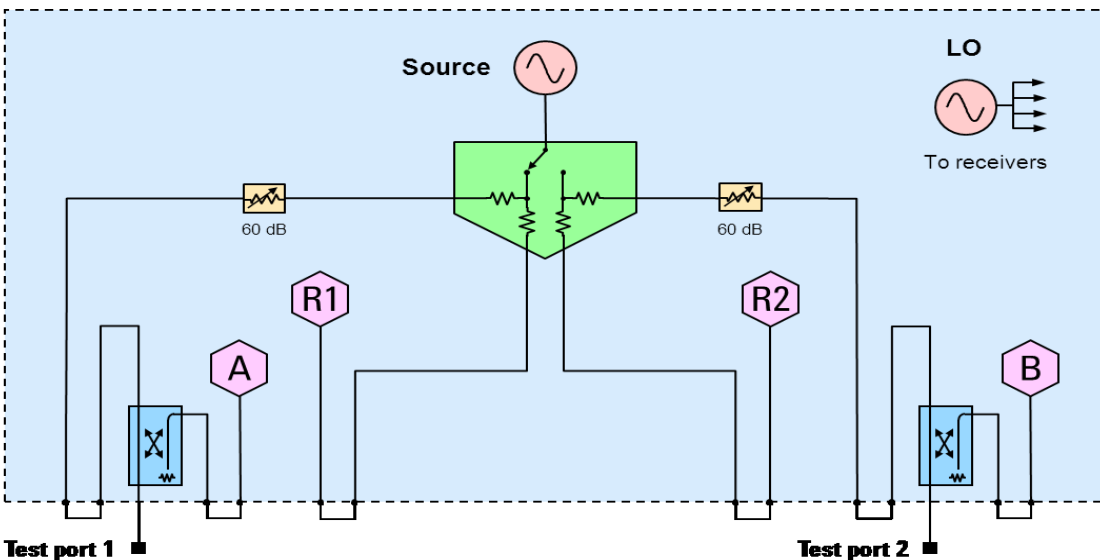 LO
Source
To receivers
60 dB
60 dB
R1
R2
A
B
Test port 1
Test port 2